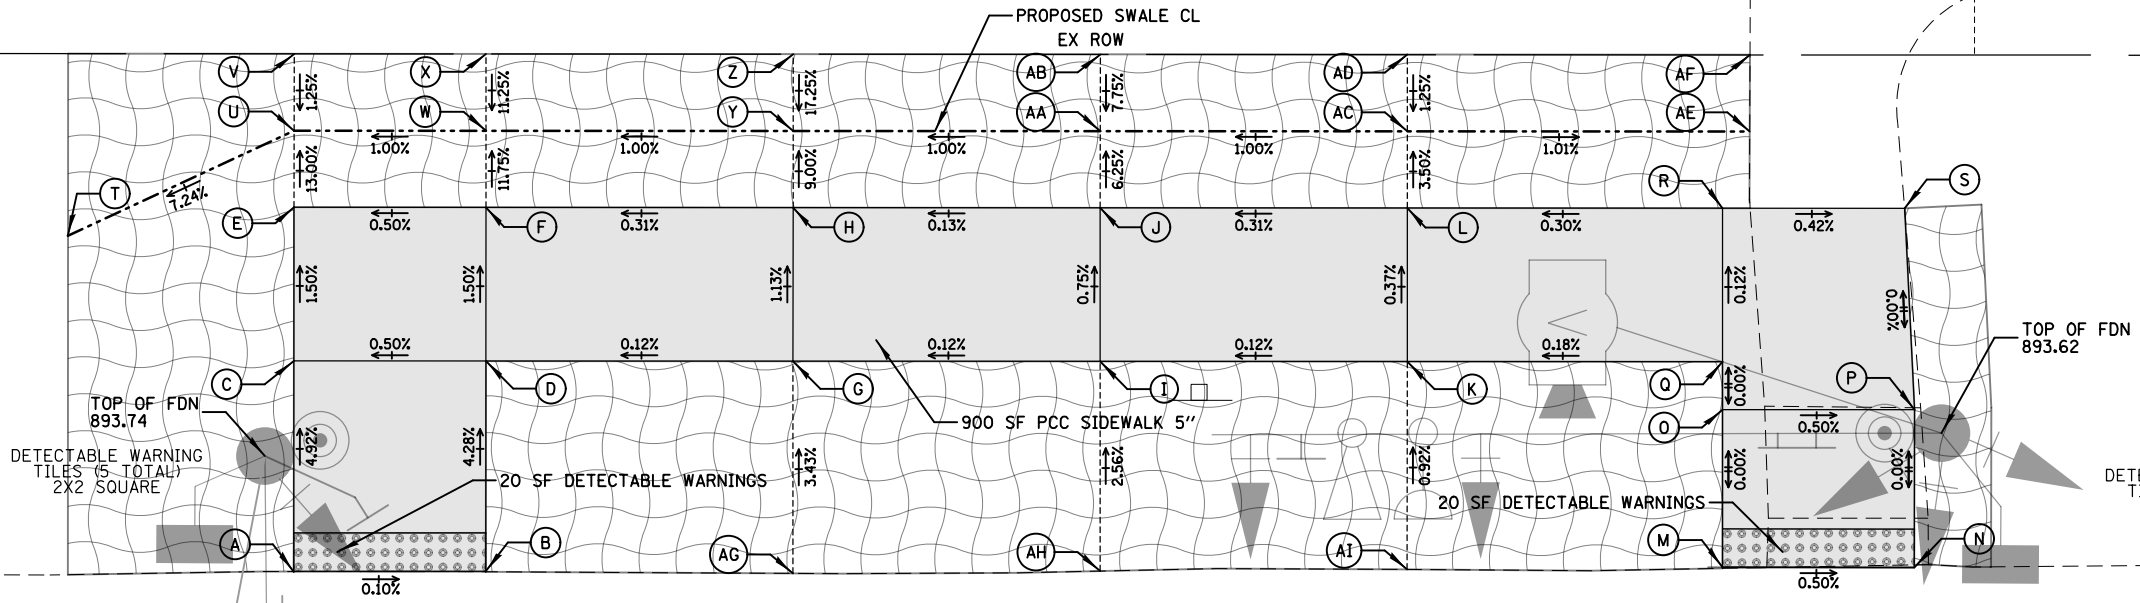 PROPOSED SWALE CL
EX ROW
V
X
Z
AB
AD
AF
1.25%
11.25%
17.25%
7.75%
1.25%
U
W
Y
AA
AC
AE
1.00%
1.00%
1.00%
1.00%
1.01%
13.00%
11.75%
9.00%
6.25%
3.50%
T
7.24%
R
S
E
F
H
J
L
0.50%
0.31%
0.13%
0.31%
0.30%
0.42%
1.50%
1.50%
1.13%
0.75%
0.37%
0.12%
0.00%
0.50%
0.12%
0.12%
0.12%
0.18%
TOP OF FDN
893.62
C
D
G
I
K
Q
P
0.00%
TOP OF FDN
893.74
900 SF PCC SIDEWALK 5"
O
0.50%
DETECTABLE WARNING
TILES (5 TOTAL)
2X2 SQUARE
4.92%
4.28%
3.43%
2.56%
0.92%
0.00%
0.00%
20 SF DETECTABLE WARNINGS
20 SF DETECTABLE WARNINGS
A
B
AG
AH
AI
M
N
0.10%
0.50%